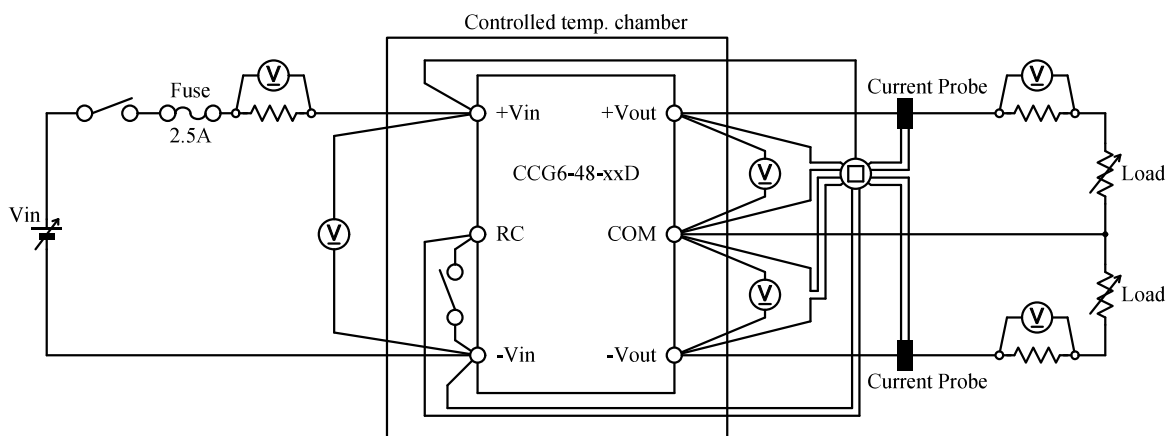 Controlled temp. chamber
Fuse
2.5A
V
+Vin
+Vout
Current Probe
V
CCG6-48-xxD
V
Load
Vin
V
RC
COM
V
Load
V
-Vin
-Vout
Current Probe